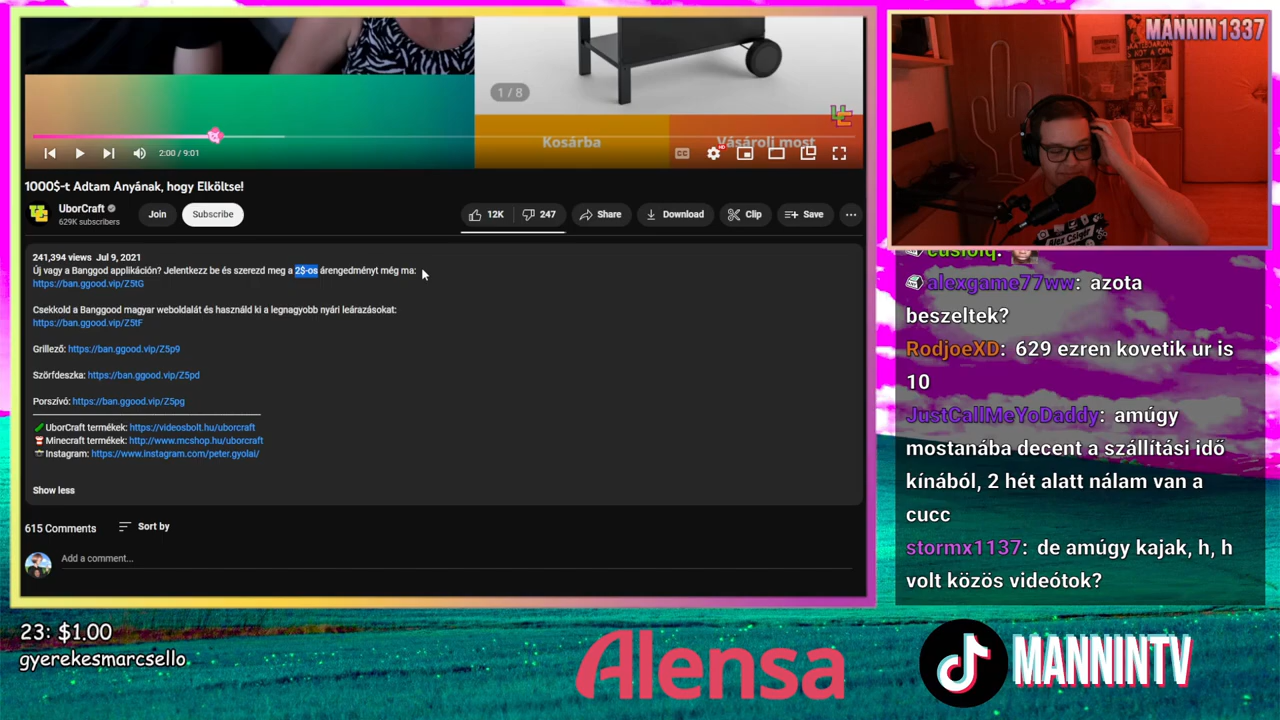 1 / 8
Kosárba
Vásárolj most
2:00 / 9:01
CC
HD
1000$-t Adtam Anyának, hogy Elköltse!
UborCraft
629K subscribers
Join
Subscribe
12K
247
Share
Download
Clip
Save
241,394 views Jul 9, 2021
Új vagy a Banggod applikáción? Jelentkezz be és szerezd meg a 2$-os árengedményt még ma:
https://ban.ggood.vip/Z5tG
Csekkold a Banggood magyar weboldalát és használd ki a legnagyobb nyári leárazásokat:
https://ban.ggood.vip/Z5tF
Grillező: https://ban.ggood.vip/Z5p9
Szörfdeszka: https://ban.ggood.vip/Z5pd
Porszívó: https://ban.ggood.vip/Z5pg
UborCraft termékek: https://videosbolt.hu/uborcraft
Minecraft termékek: http://www.mcshop.hu/uborcraft
Instagram: https://www.instagram.com/peter.gyolai/
Show less
615 Comments
Sort by
Add a comment...
MANNIN1337
alexgame77ww: azota
beszeltek?
RodjoeXD: 629 ezren kovetik ur is
10
JustCallMeYoDaddy: amúgy
mostanába decent a szállítási idő
kínából, 2 hét alatt nálam van a
cucc
stormx1137: de amúgy kajak, h, h
volt közös videótok?
23: $1.00
gyerekesmarcsello
Alensa
MANNINTV